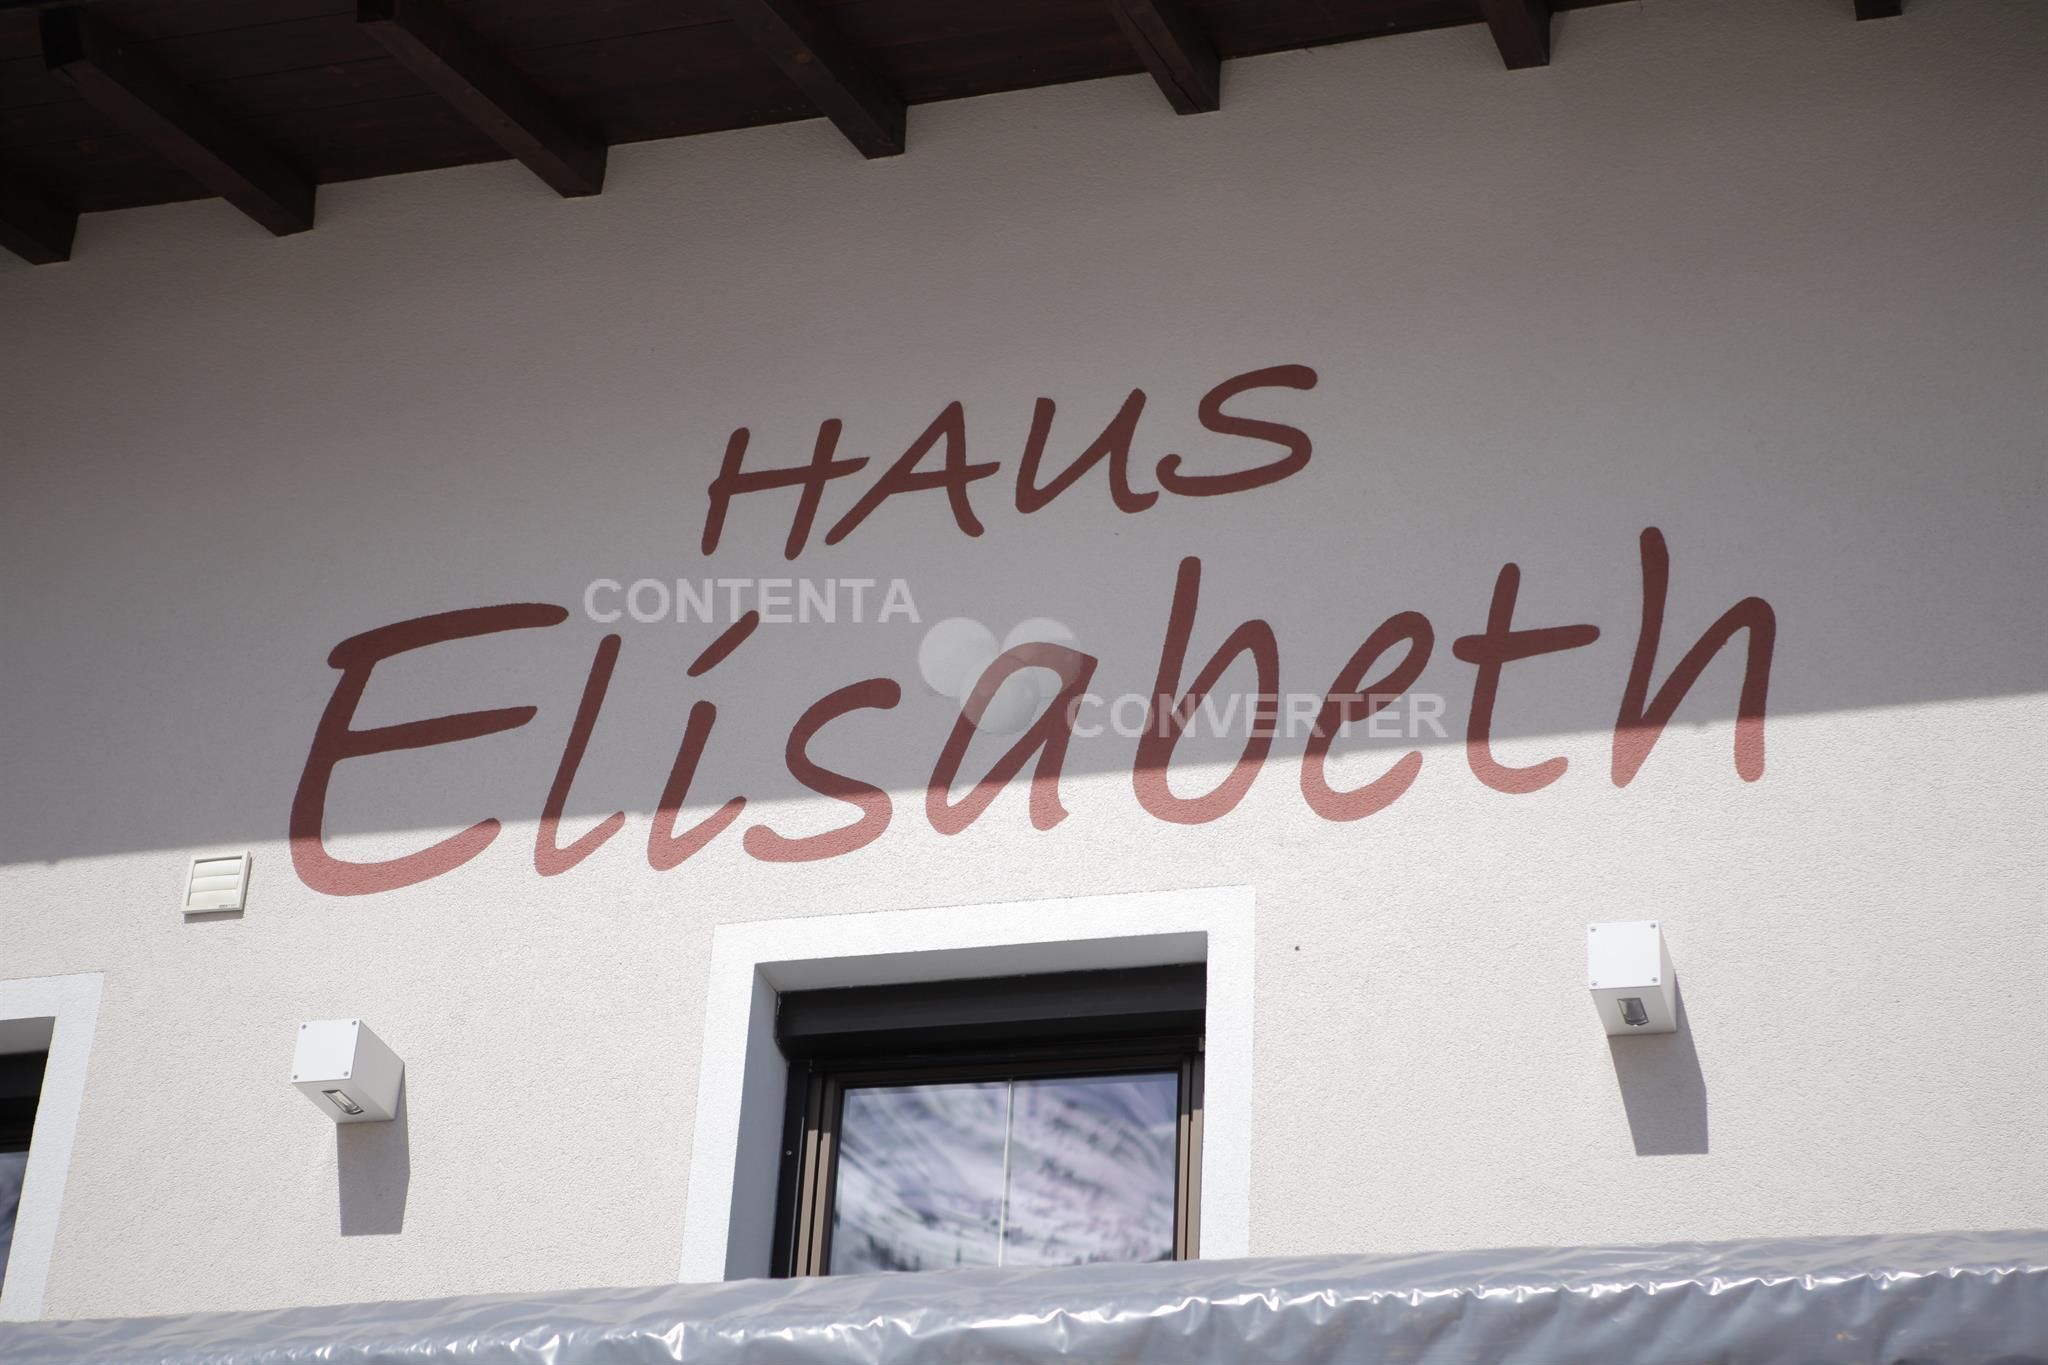 HAUS
Elisabeth
CONTENTA
CONVERTER